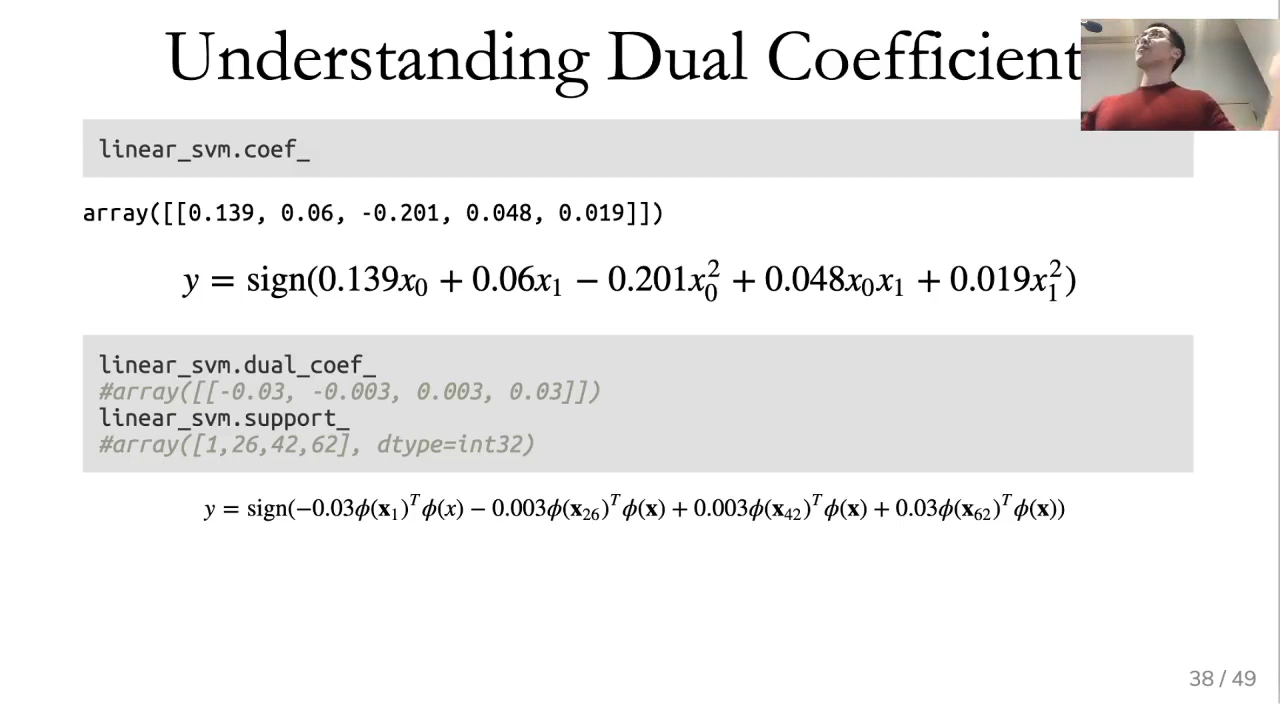 Understanding Dual Coefficient
linear_svm.coef_
array([[0.139, 0.06, -0.201, 0.048, 0.019]])
y = sign(0.139x₀ + 0.06x₁ − 0.201x₀² + 0.048x₀x₁ + 0.019x₁²)
linear_svm.dual_coef_
#array([[-0.03, -0.003, 0.003, 0.03]])
linear_svm.support_
#array([1,26,42,62], dtype=int32)
y = sign(−0.03ϕ(𝐱₁)ᵀϕ(x) − 0.003ϕ(𝐱₂₆)ᵀϕ(𝐱) + 0.003ϕ(𝐱₄₂)ᵀϕ(𝐱) + 0.03ϕ(𝐱₆₂)ᵀϕ(𝐱))
38 / 49